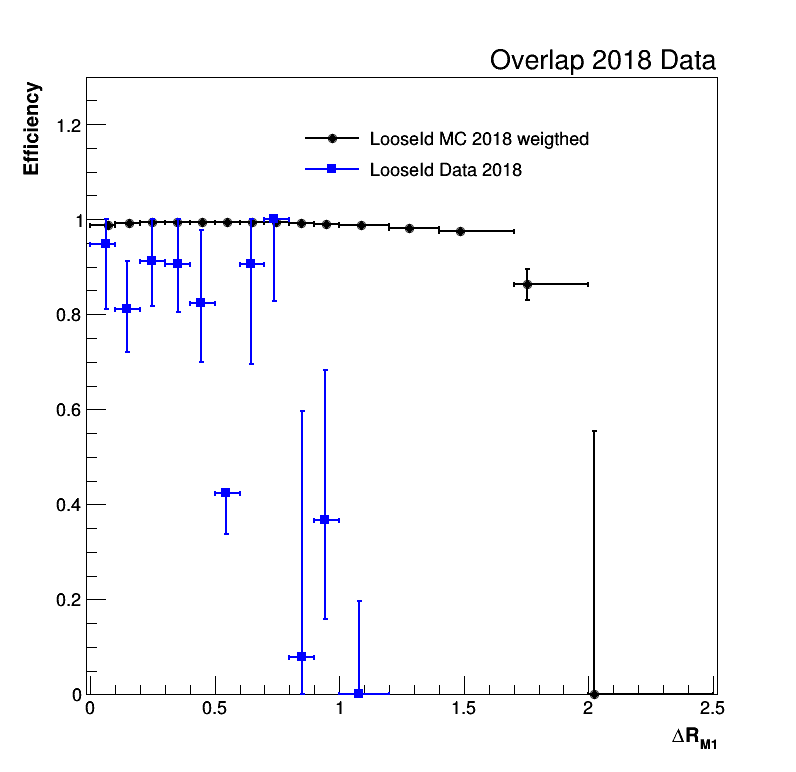 Overlap 2018 Data
Efficiency
LooseId MC 2018 weigthed
LooseId Data 2018
1.2
1
0.8
0.6
0.4
0.2
0
0 0.5 1 1.5 2 2.5
ΔR_M1